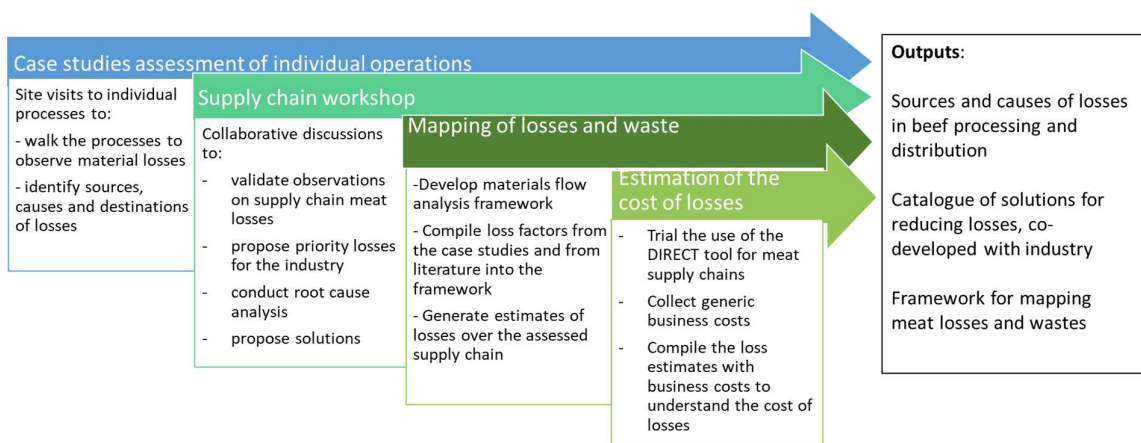 Case studies assessment of individual operations
Site visits to individual
processes to:
- walk the processes to
observe material losses
- identify sources,
causes and destinations
of losses
Supply chain workshop
Collaborative discussions
to:
- validate observations
on supply chain meat
losses
- propose priority losses
for the industry
- conduct root cause
analysis
- propose solutions
Mapping of losses and waste
-Develop materials flow
analysis framework
- Compile loss factors from
the case studies and from
literature into the
framework
- Generate estimates of
losses over the assessed
supply chain
Estimation of the
cost of losses
- Trial the use of the
DIRECT tool for meat
supply chains
- Collect generic
business costs
- Compile the loss
estimates with
business costs to
understand the cost of
losses
Outputs:
Sources and causes of losses
in beef processing and
distribution
Catalogue of solutions for
reducing losses, co-
developed with industry
Framework for mapping
meat losses and wastes